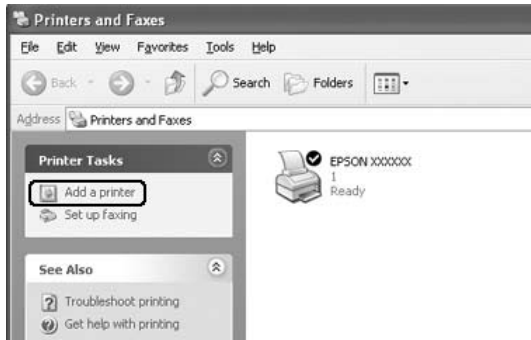 Printers and Faxes
File Edit View Favorites Tools Help
Back Search Folders
Address Printers and Faxes
Printer Tasks
Add a printer
Set up faxing
See Also
Troubleshoot printing
Get help with printing
EPSON XXXXXX
1
Ready